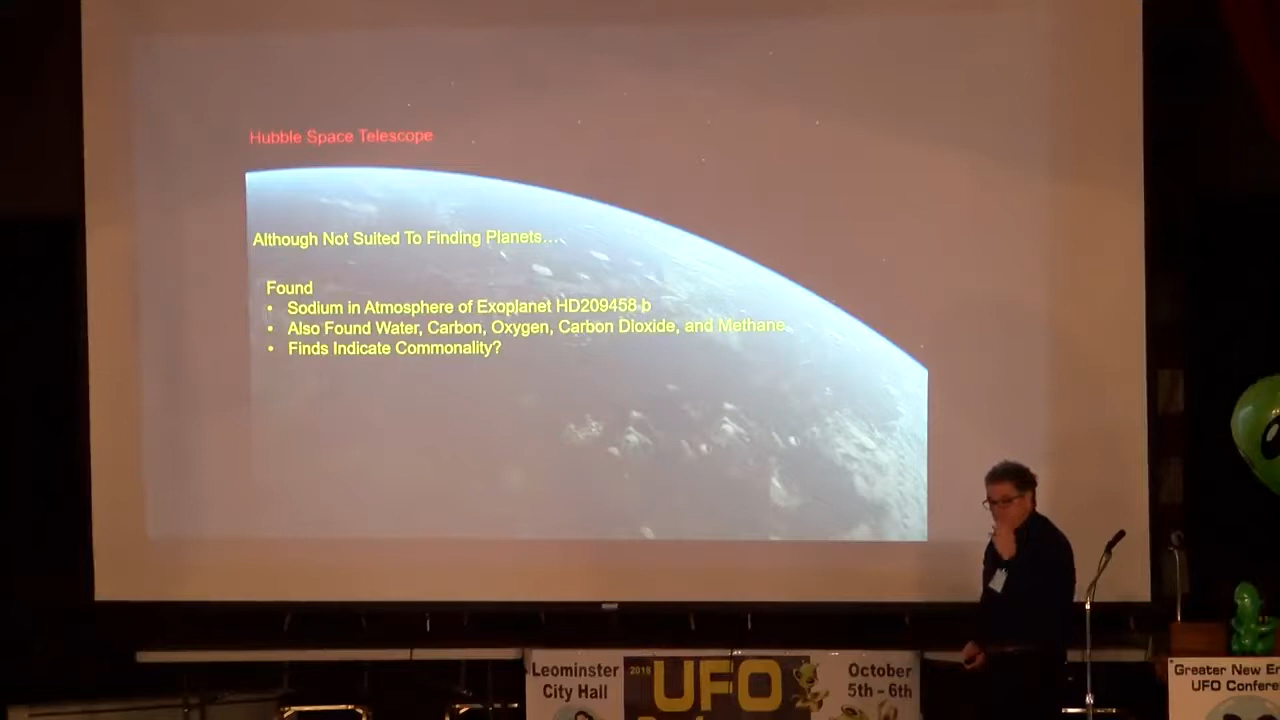 Hubble Space Telescope
Although Not Suited To Finding Planets...
Found
• Sodium in Atmosphere of Exoplanet HD209458 b
• Also Found Water, Carbon, Oxygen, Carbon Dioxide, and Methane
• Finds Indicate Commonality?
Leominster
City Hall
2018
UFO
October
5th – 6th
Greater New
UFO